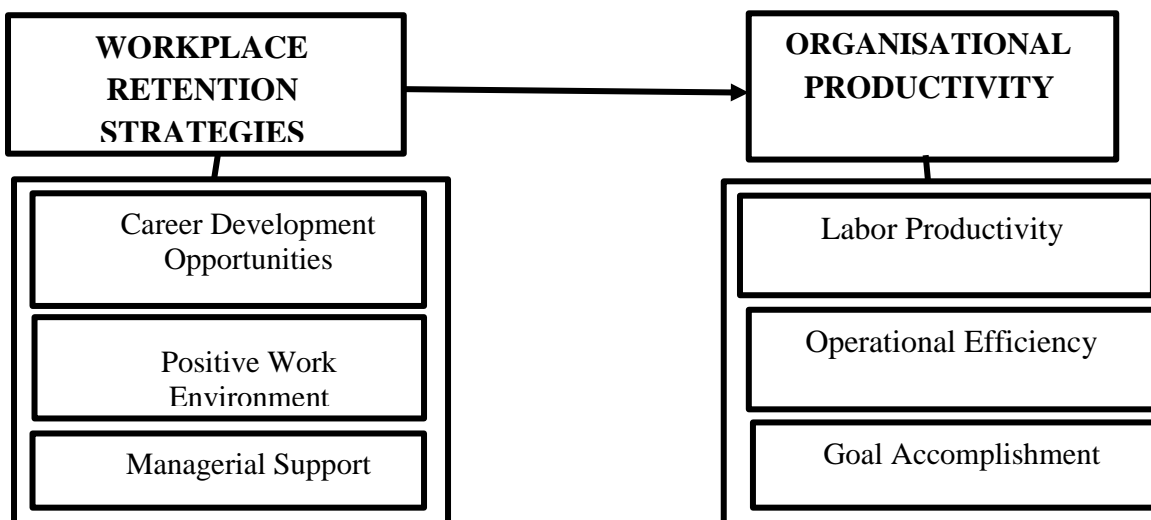 WORKPLACE
RETENTION
STRATEGIES
ORGANISATIONAL
PRODUCTIVITY
Career Development
Opportunities
Positive Work
Environment
Managerial Support
Labor Productivity
Operational Efficiency
Goal Accomplishment